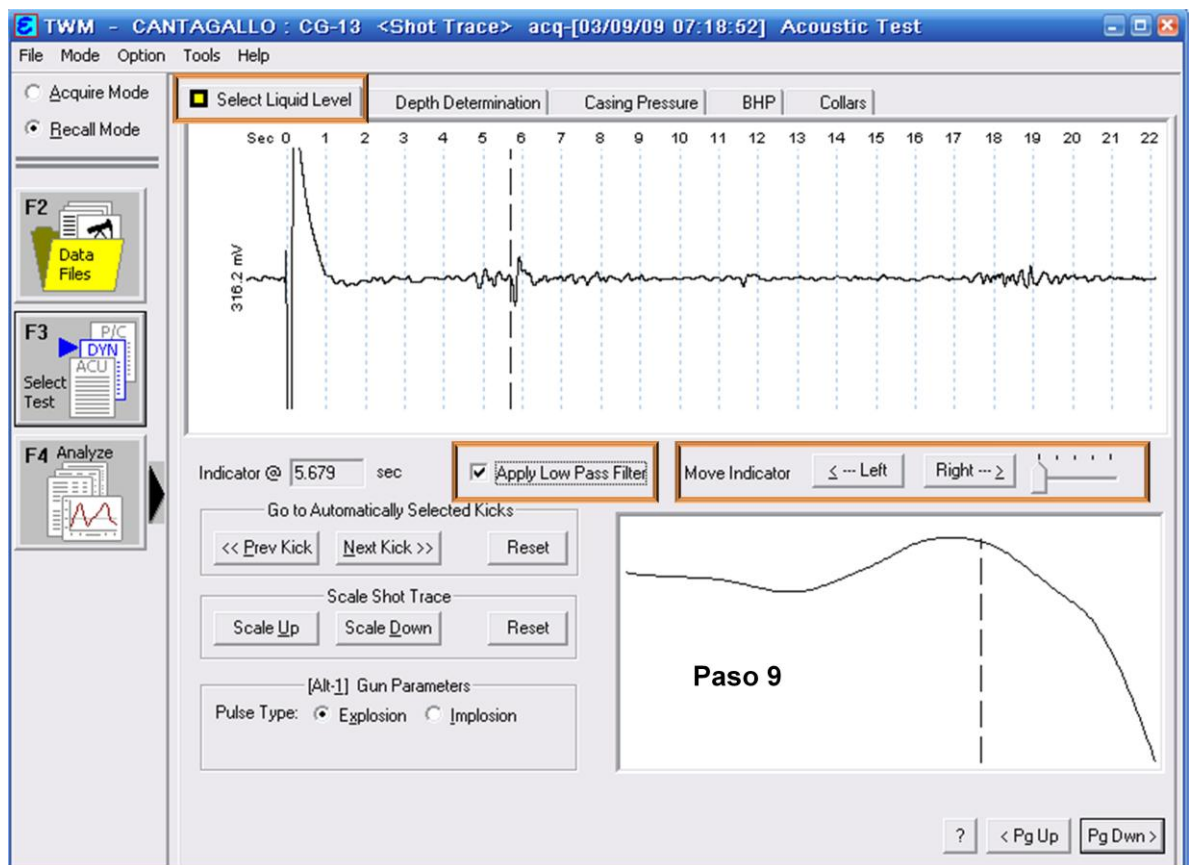 TWM - CANTAGALLO : CG-13 <Shot Trace> acq-[03/09/09 07:18:52] Acoustic Test
File Mode Option Tools Help
Acquire Mode
Recall Mode
F2
Data
Files
F3
P/C
DYN
ACU
Select
Test
F4 Analyze
Select Liquid Level Depth Determination Casing Pressure BHP Collars
Sec 0 1 2 3 4 5 6 7 8 9 10 11 12 13 14 15 16 17 18 19 20 21 22
316.2 mV
Indicator @ 5.679 sec Apply Low Pass Filter Move Indicator < --- Left Right --- >
Go to Automatically Selected Kicks
<< Prev Kick Next Kick >> Reset
Scale Shot Trace
Scale Up Scale Down Reset
[Alt-1] Gun Parameters
Pulse Type: Explosion Implosion
Paso 9
? < Pg Up Pg Dwn >